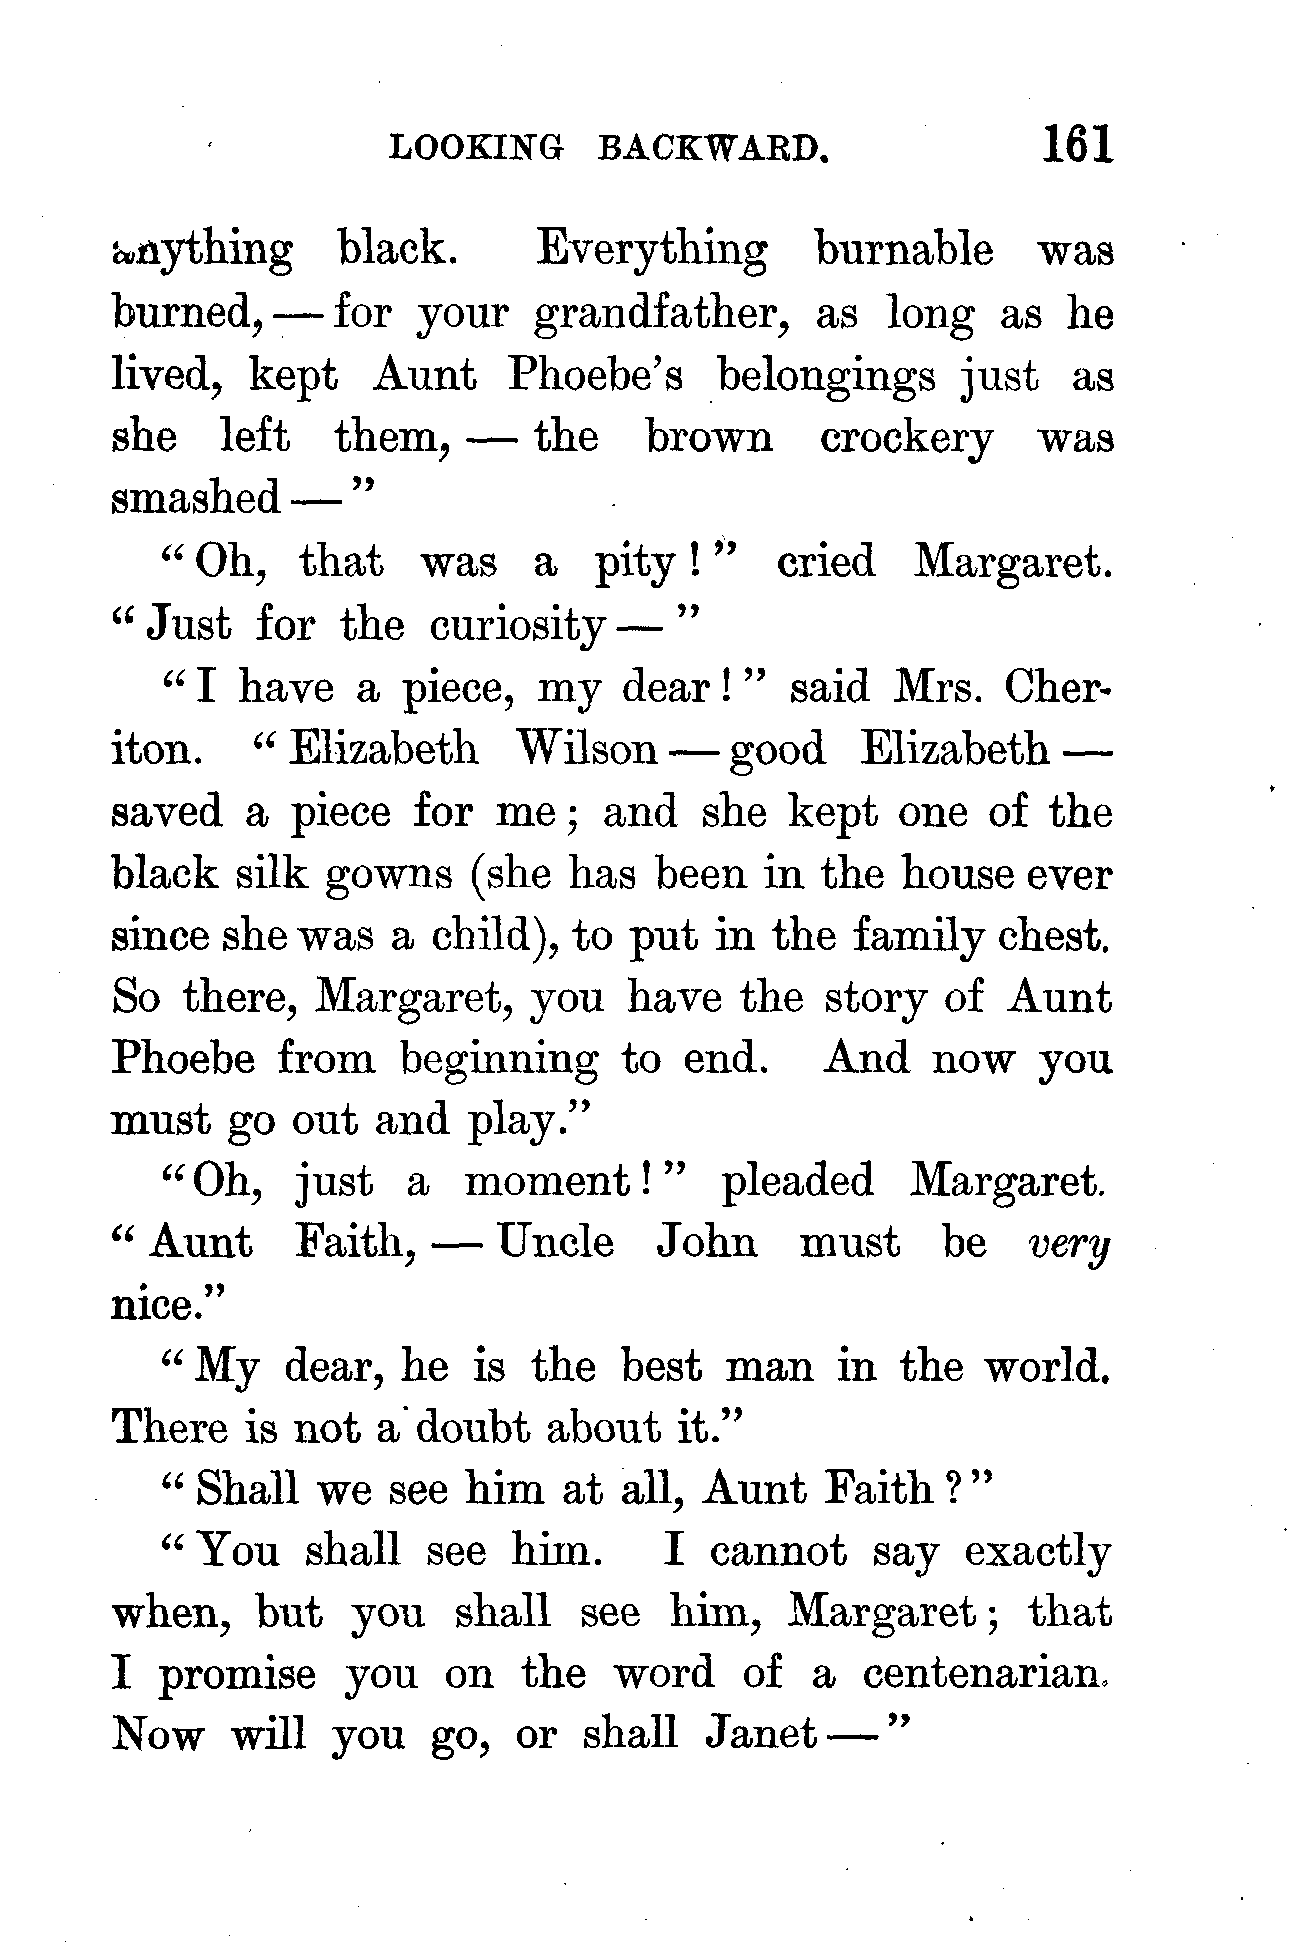 LOOKING BACKWARD. 161
anything black. Everything burnable was
burned, — for your grandfather, as long as he
lived, kept Aunt Phoebe's belongings just as
she left them, — the brown crockery was
smashed — "
"Oh, that was a pity!" cried Margaret.
"Just for the curiosity — "
"I have a piece, my dear!" said Mrs. Cher-
iton. "Elizabeth Wilson — good Elizabeth —
saved a piece for me; and she kept one of the
black silk gowns (she has been in the house ever
since she was a child), to put in the family chest.
So there, Margaret, you have the story of Aunt
Phoebe from beginning to end. And now you
must go out and play."
"Oh, just a moment!" pleaded Margaret.
"Aunt Faith, — Uncle John must be very
nice."
"My dear, he is the best man in the world.
There is not a doubt about it."
"Shall we see him at all, Aunt Faith?"
"You shall see him. I cannot say exactly
when, but you shall see him, Margaret; that
I promise you on the word of a centenarian.
Now will you go, or shall Janet — "